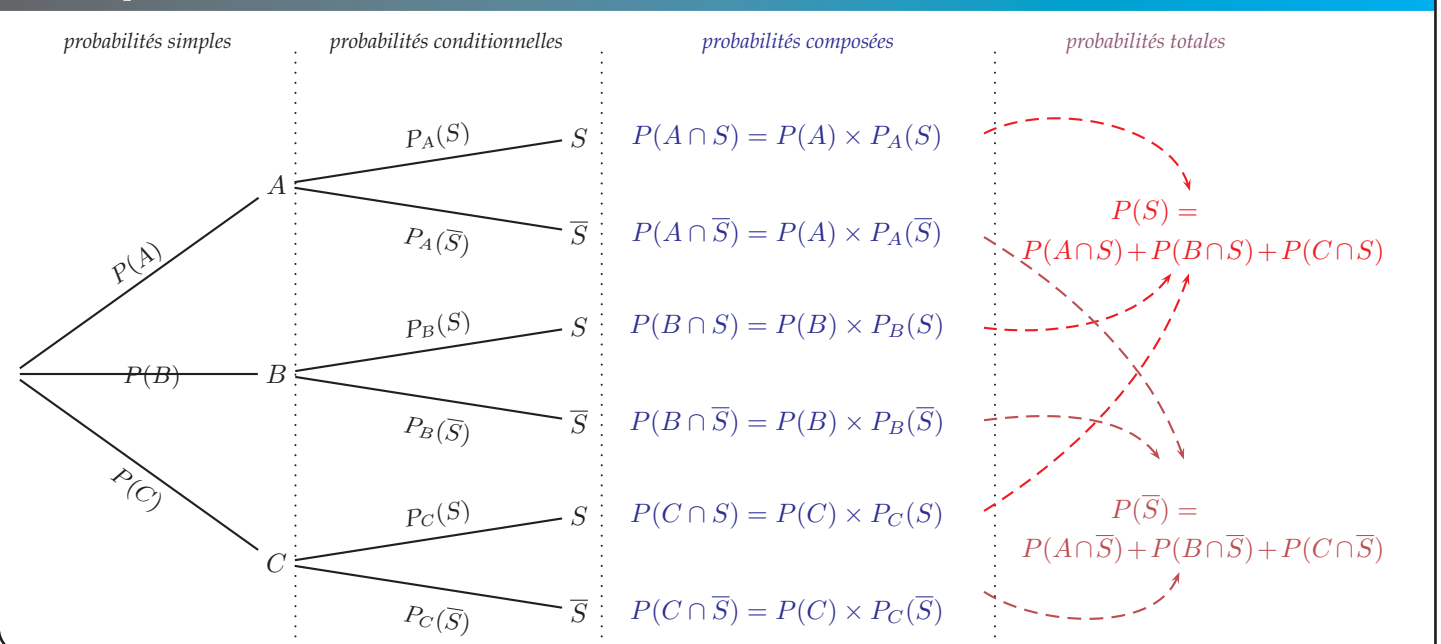 probabilités simples
probabilités conditionnelles
probabilités composées
probabilités totales
P(A)
P(B)
P(C)
A
B
C
P_A(S)
S
P_A(S̅)
S̅
P_B(S)
S
P_B(S̅)
S̅
P_C(S)
S
P_C(S̅)
S̅
P(A ∩ S) = P(A) × P_A(S)
P(A ∩ S̅) = P(A) × P_A(S̅)
P(B ∩ S) = P(B) × P_B(S)
P(B ∩ S̅) = P(B) × P_B(S̅)
P(C ∩ S) = P(C) × P_C(S)
P(C ∩ S̅) = P(C) × P_C(S̅)
P(S) =
P(A∩S)+P(B∩S)+P(C∩S)
P(S̅) =
P(A∩S̅)+P(B∩S̅)+P(C∩S̅)